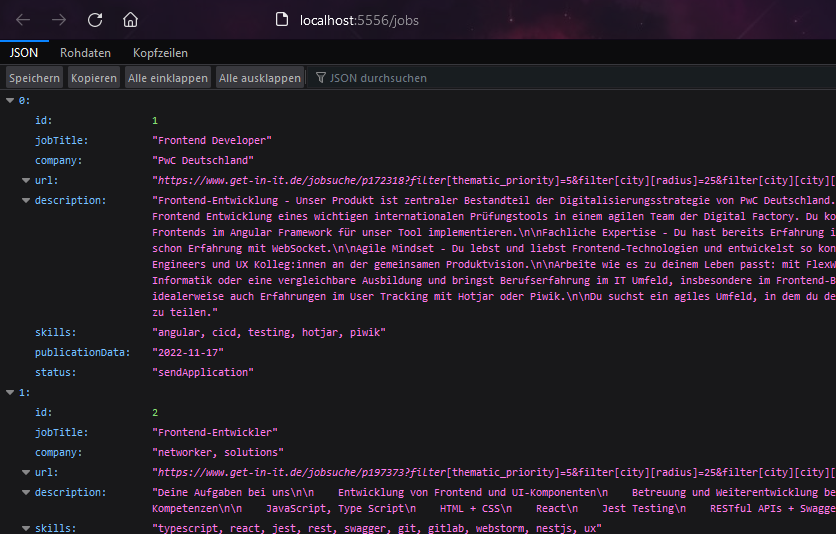 localhost:5556/jobs
JSON Rohdaten Kopfzeilen
Speichern Kopieren Alle einklappen Alle ausklappen JSON durchsuchen
0:
id: 1
jobTitle: "Frontend Developer"
company: "PwC Deutschland"
url: "https://www.get-in-it.de/jobsuche/p172318?filter[thematic_priority]=5&filter[city][radius]=25&filter[city][city][
description: "Frontend-Entwicklung - Unser Produkt ist zentraler Bestandteil der Digitalisierungsstrategie von PwC Deutschland.
Frontend Entwicklung eines wichtigen internationalen Prüfungstools in einem agilen Team der Digital Factory. Du ko
Frontends im Angular Framework für unser Tool implementieren.\n\nFachliche Expertise - Du hast bereits Erfahrung i
schon Erfahrung mit WebSocket.\n\nAgile Mindset - Du lebst und liebst Frontend-Technologien und entwickelst so kon
Engineers und UX Kolleg:innen an der gemeinsamen Produktvision.\n\nArbeite wie es zu deinem Leben passt: mit FlexW
Informatik oder eine vergleichbare Ausbildung und bringst Berufserfahrung im IT Umfeld, insbesondere im Frontend-B
idealerweise auch Erfahrungen im User Tracking mit Hotjar oder Piwik.\n\nDu suchst ein agiles Umfeld, in dem du de
zu teilen."
skills: "angular, cicd, testing, hotjar, piwik"
publicationData: "2022-11-17"
status: "sendApplication"
1:
id: 2
jobTitle: "Frontend-Entwickler"
company: "networker, solutions"
url: "https://www.get-in-it.de/jobsuche/p197373?filter[thematic_priority]=5&filter[city][radius]=25&filter[city][city][
description: "Deine Aufgaben bei uns\n\n    Entwicklung von Frontend und UI-Komponenten\n    Betreuung und Weiterentwicklung be
Kompetenzen\n\n    JavaScript, Type Script\n    HTML + CSS\n    React\n    Jest Testing\n    RESTful APIs + Swagge
skills: "typescript, react, jest, rest, swagger, git, gitlab, webstorm, nestjs, ux"